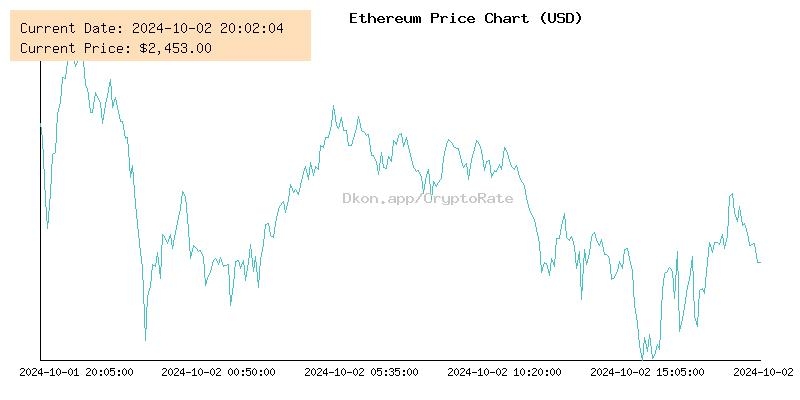 Ethereum Price Chart (USD)
Current Date: 2024-10-02 20:02:04
Current Price: $2,453.00
Dkon.app/CryptoRate
2024-10-01 20:05:00 2024-10-02 00:50:00 2024-10-02 05:35:00 2024-10-02 10:20:00 2024-10-02 15:05:00 2024-10-02